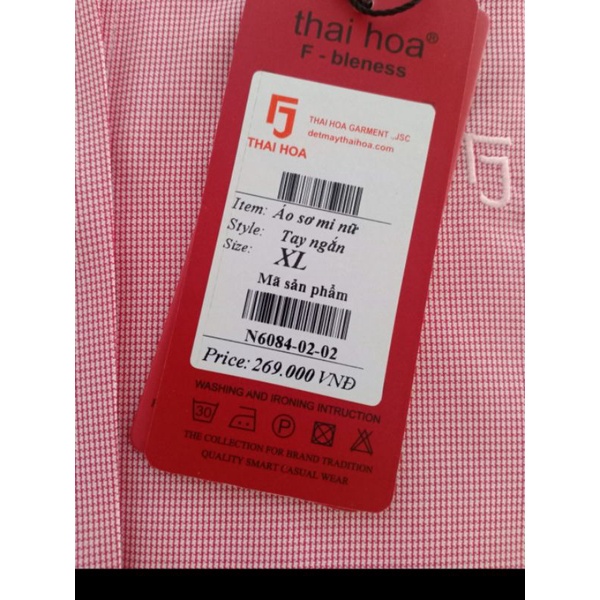 thai hoa®
F - bleness
THAI HOA
THAI HOA GARMENT .,JSC
detmaythaihoa.com
Item: Áo sơ mi nữ
Style: Tay ngắn
Size: XL
Mã sản phẩm
N6084-02-02
Price: 269.000 VNĐ
WASHING AND IRONING INTRUCTION
30
P
THE COLLECTION FOR BRAND TRADITION
QUALITY SMART CASUAL WEAR